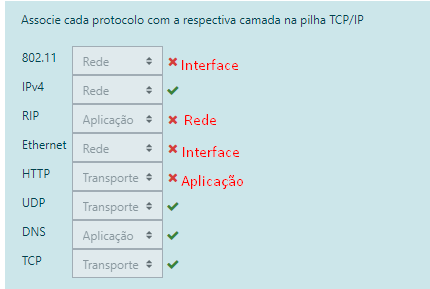 Associe cada protocolo com a respectiva camada na pilha TCP/IP
802.11 Rede Interface
IPv4 Rede
RIP Aplicação Rede
Ethernet Rede Interface
HTTP Transporte Aplicação
UDP Transporte
DNS Aplicação
TCP Transporte